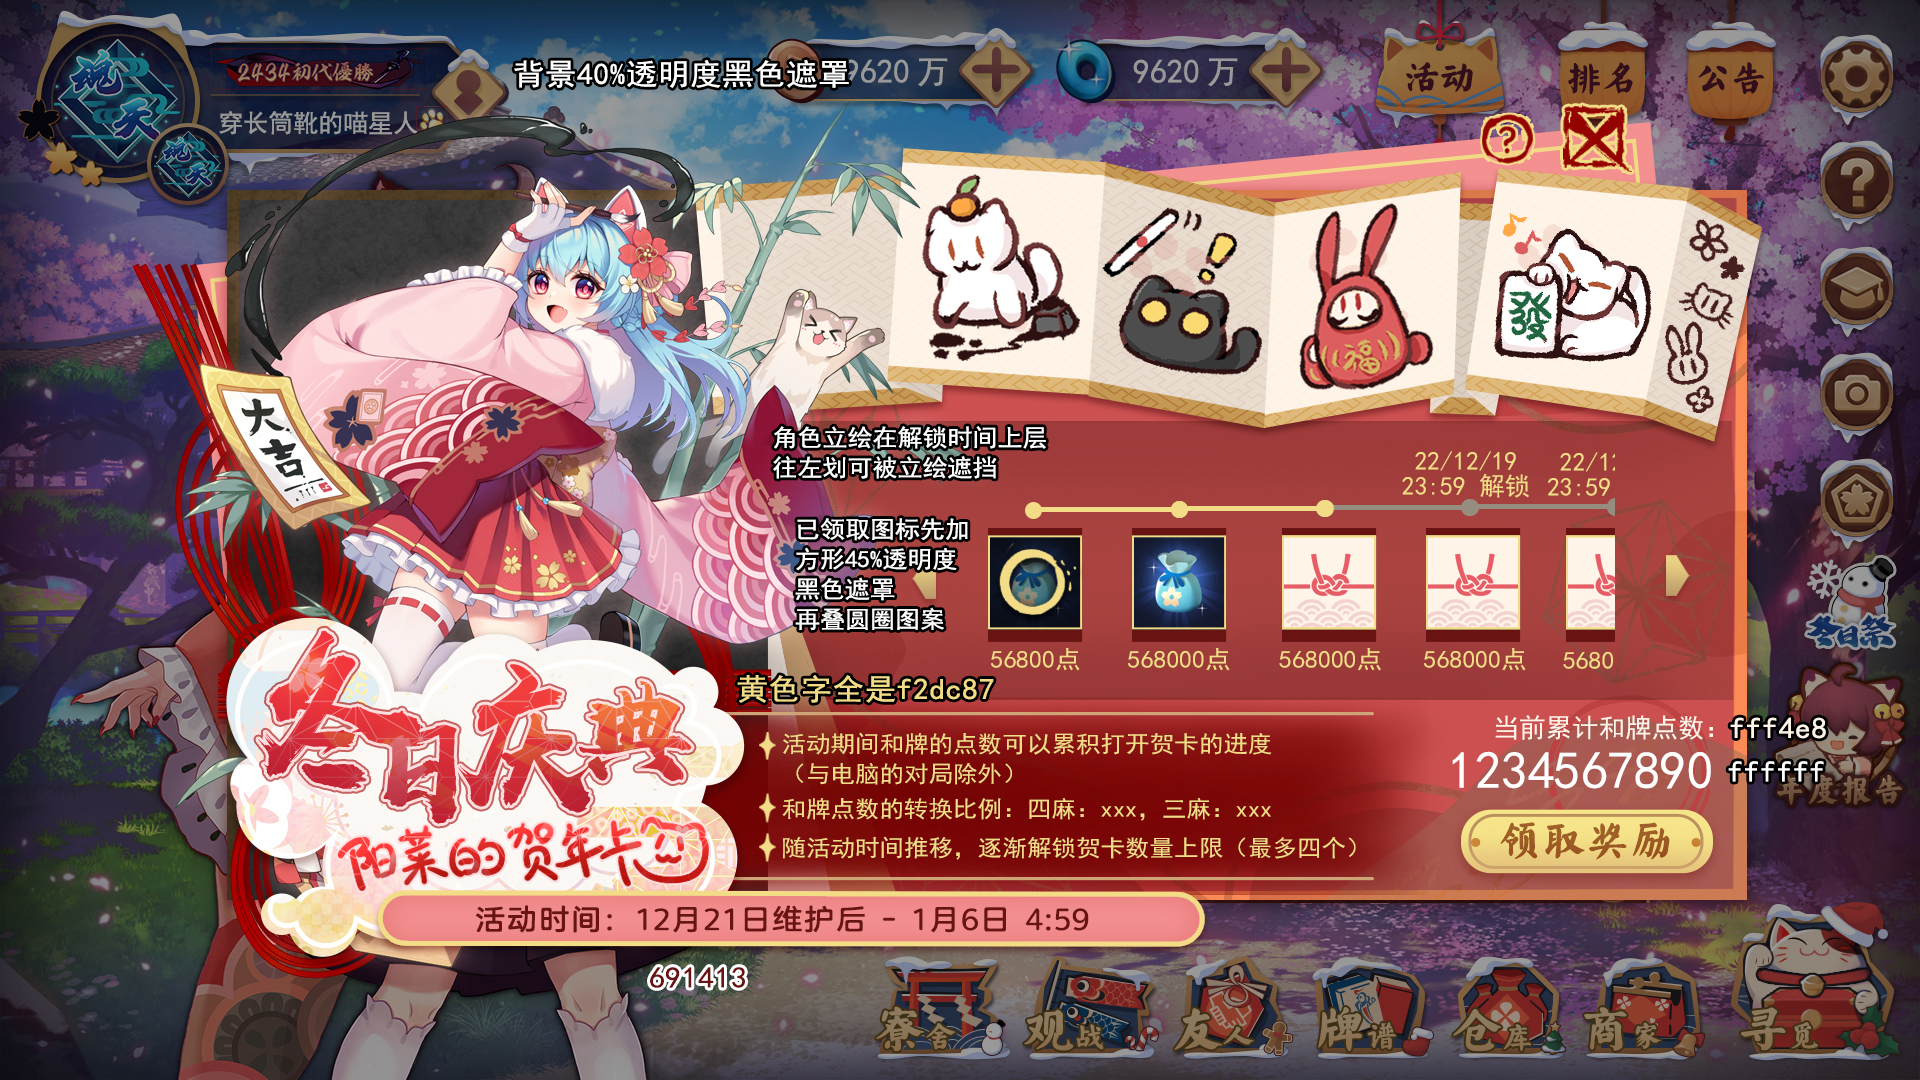 魂天
2434初代優勝
穿长筒靴的喵星人
魂天
背景40%透明度黑色遮罩
9620 万
9620 万
活动
排名
公告
?
發
福
大吉
角色立绘在解锁时间上层
往左划可被立绘遮挡
22/12/19
23:59 解锁
22/12
23:59
已领取图标先加
方形45%透明度
黑色遮罩
再叠圆圈图案
56800点
568000点
568000点
568000点
5680
冬日祭
冬日庆典
阳菜的贺年卡
黄色字全是f2dc87
活动期间和牌的点数可以累积打开贺卡的进度
（与电脑的对局除外）
和牌点数的转换比例：四麻：xxx，三麻：xxx
随活动时间推移，逐渐解锁贺卡数量上限（最多四个）
当前累计和牌点数：
fff4e8
1234567890
ffffff
年度报告
领取奖励
活动时间：12月21日维护后 - 1月6日 4:59
691413
寮舍
观战
友人
牌谱
仓库
商家
寻觅